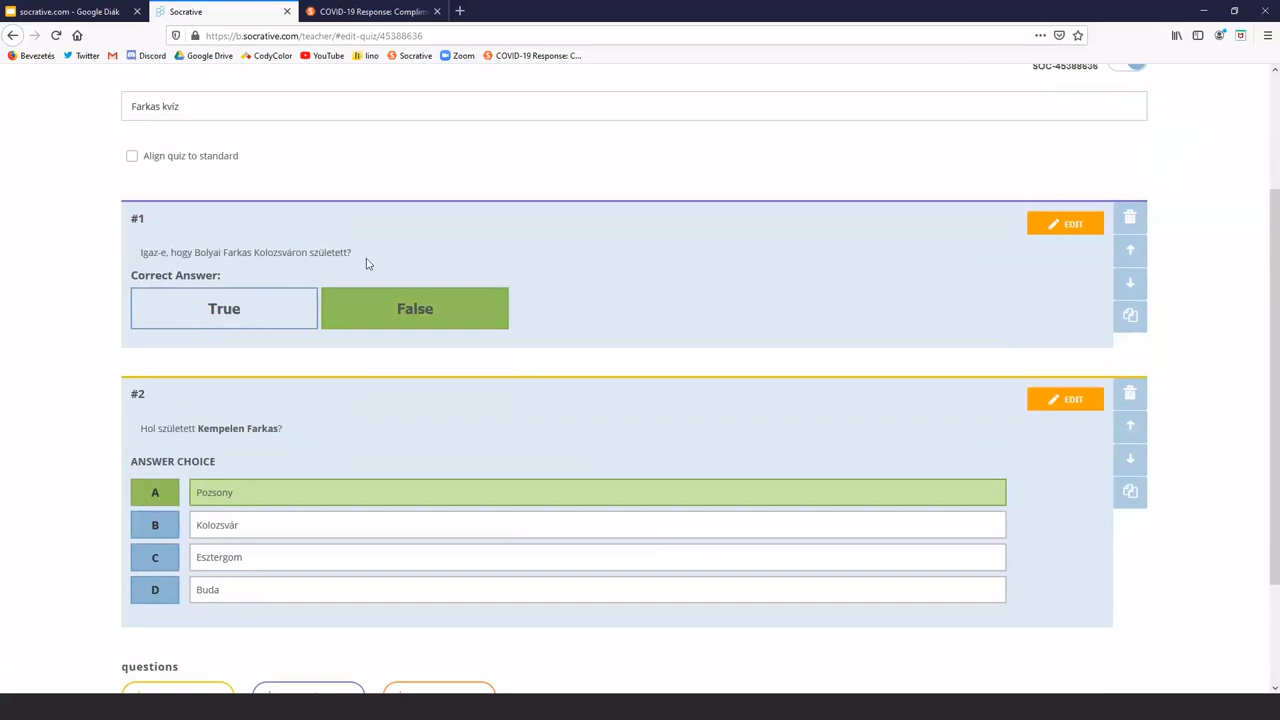 socrative.com - Google Diák
Socrative
COVID-19 Response: Complim
https://b.socrative.com/teacher/#edit-quiz/45388636
Bevezetés
Twitter
Discord
Google Drive
CodyColor
YouTube
lino
Socrative
Zoom
COVID-19 Response: C...
SOC-45388636
Farkas kvíz
Align quiz to standard
#1
EDIT
Igaz-e, hogy Bolyai Farkas Kolozsváron született?
Correct Answer:
True
False
#2
EDIT
Hol született Kempelen Farkas?
ANSWER CHOICE
A
Pozsony
B
Kolozsvár
C
Esztergom
D
Buda
questions